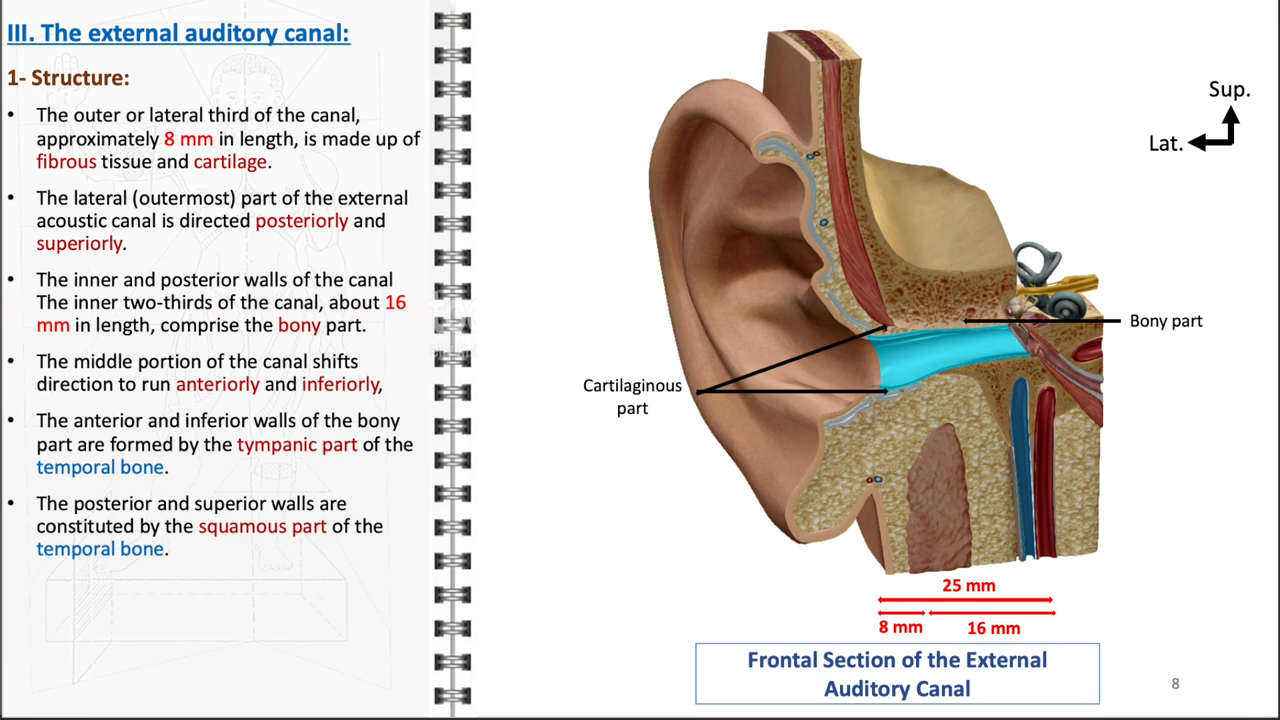 III. The external auditory canal:
1- Structure:
• The outer or lateral third of the canal,
approximately 8 mm in length, is made up of
fibrous tissue and cartilage.
• The lateral (outermost) part of the external
acoustic canal is directed posteriorly and
superiorly.
• The inner and posterior walls of the canal
The inner two-thirds of the canal, about 16
mm in length, comprise the bony part.
• The middle portion of the canal shifts
direction to run anteriorly and inferiorly,
• The anterior and inferior walls of the bony
part are formed by the tympanic part of the
temporal bone.
• The posterior and superior walls are
constituted by the squamous part of the
temporal bone.
Sup.
Lat.
Bony part
Cartilaginous
part
25 mm
8 mm
16 mm
Frontal Section of the External
Auditory Canal
8